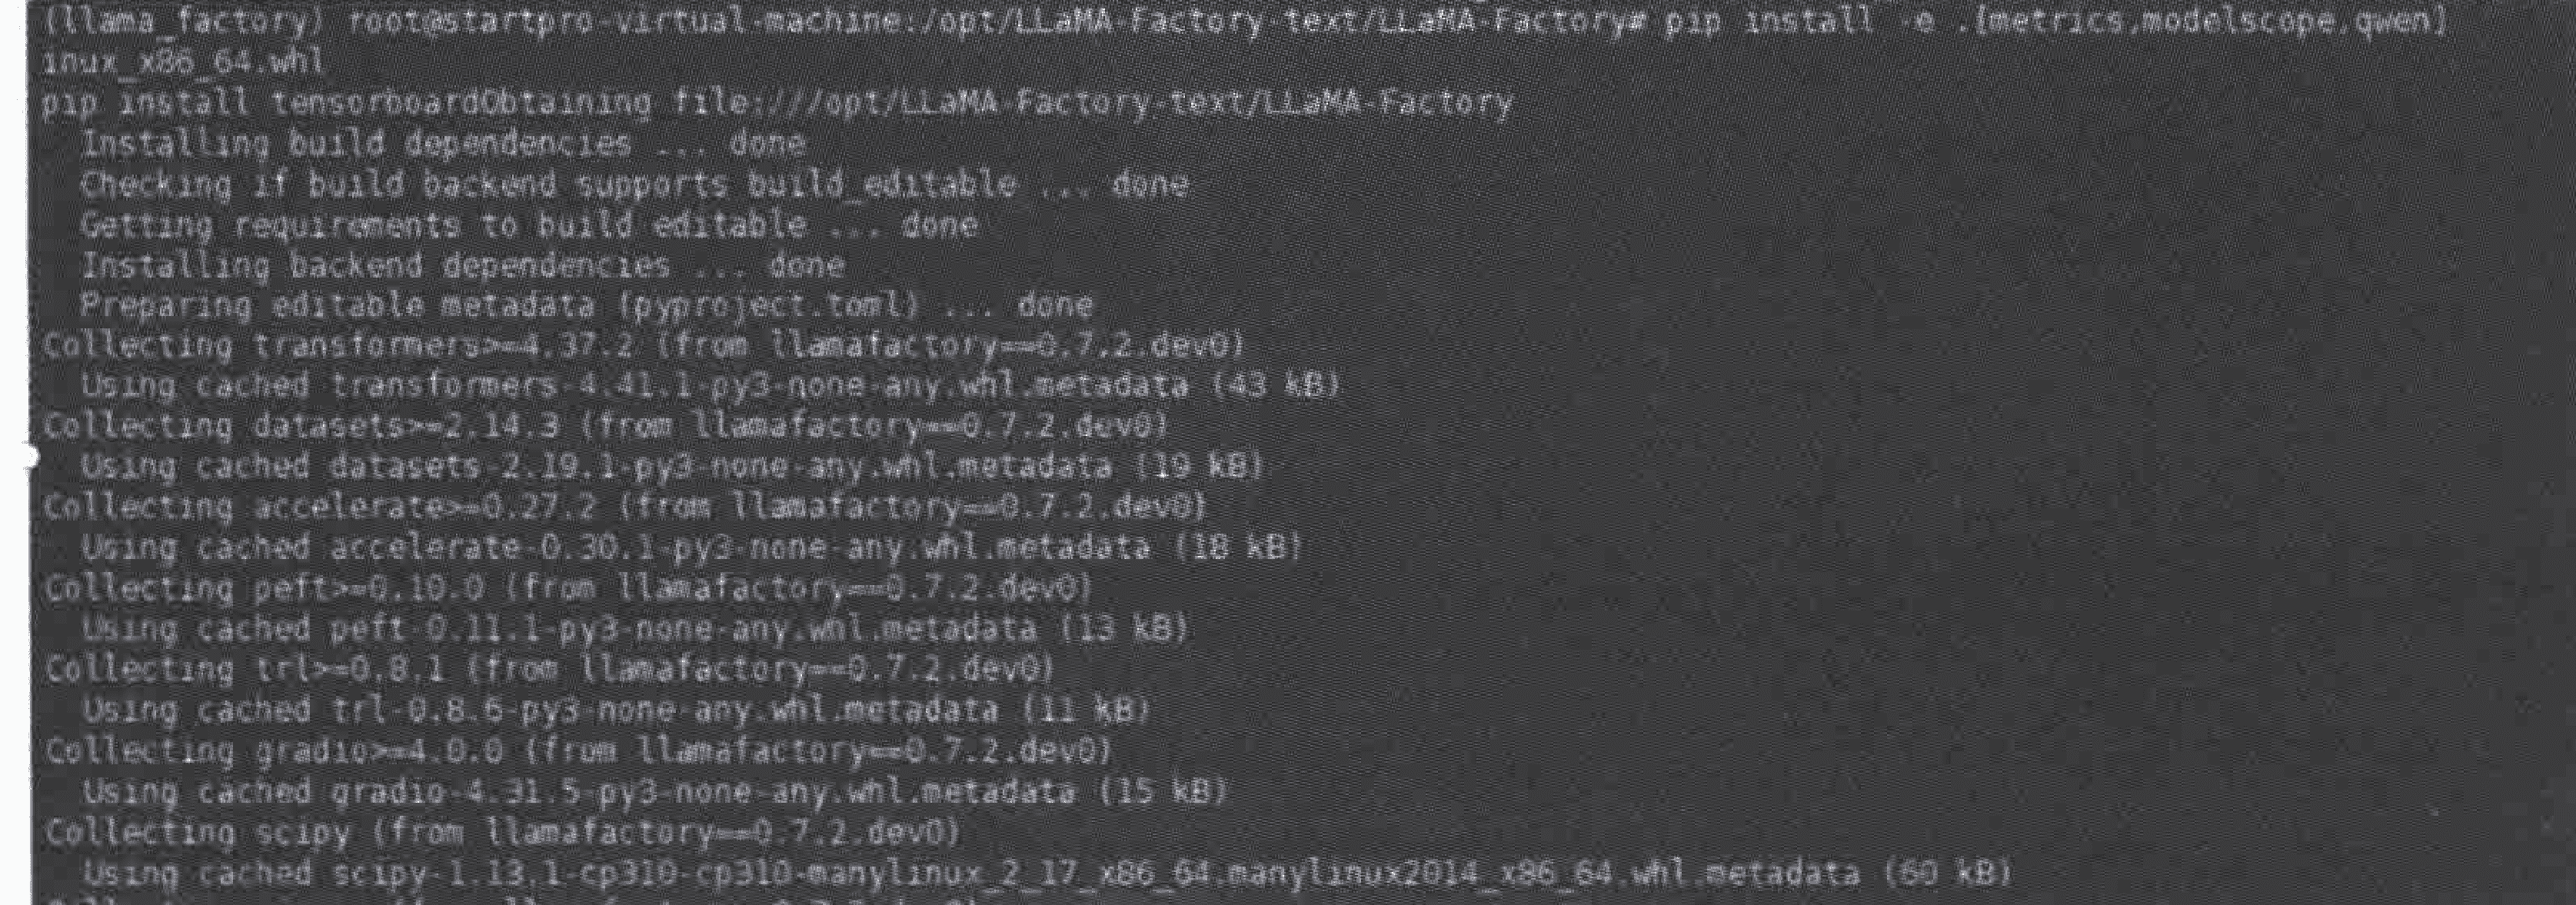 (llama_factory) root@startpro-virtual-machine:/opt/LLaMA-Factory-text/LLaMA-Factory# pip install -e .[metrics,modelscope,qwen]
inux_x86_64.whl
pip install tensorboardObtaining file:///opt/LLaMA-Factory-text/LLaMA-Factory
Installing build dependencies ... done
Checking if build backend supports build_editable ... done
Getting requirements to build editable ... done
Installing backend dependencies ... done
Preparing editable metadata (pyproject.toml) ... done
Collecting transformers>=4.37.2 (from llamafactory==0.7.2.dev0)
Using cached transformers-4.41.1-py3-none-any.whl.metadata (43 kB)
Collecting datasets>=2.14.3 (from llamafactory==0.7.2.dev0)
Using cached datasets-2.19.1-py3-none-any.whl.metadata (19 kB)
Collecting accelerate>=0.27.2 (from llamafactory==0.7.2.dev0)
Using cached accelerate-0.30.1-py3-none-any.whl.metadata (18 kB)
Collecting peft>=0.10.0 (from llamafactory==0.7.2.dev0)
Using cached peft-0.11.1-py3-none-any.whl.metadata (13 kB)
Collecting trl>=0.8.1 (from llamafactory==0.7.2.dev0)
Using cached trl-0.8.6-py3-none-any.whl.metadata (11 kB)
Collecting gradio>=4.0.0 (from llamafactory==0.7.2.dev0)
Using cached gradio-4.31.5-py3-none-any.whl.metadata (15 kB)
Collecting scipy (from llamafactory==0.7.2.dev0)
Using cached scipy-1.13.1-cp310-cp310-manylinux_2_17_x86_64.manylinux2014_x86_64.whl.metadata (60 kB)